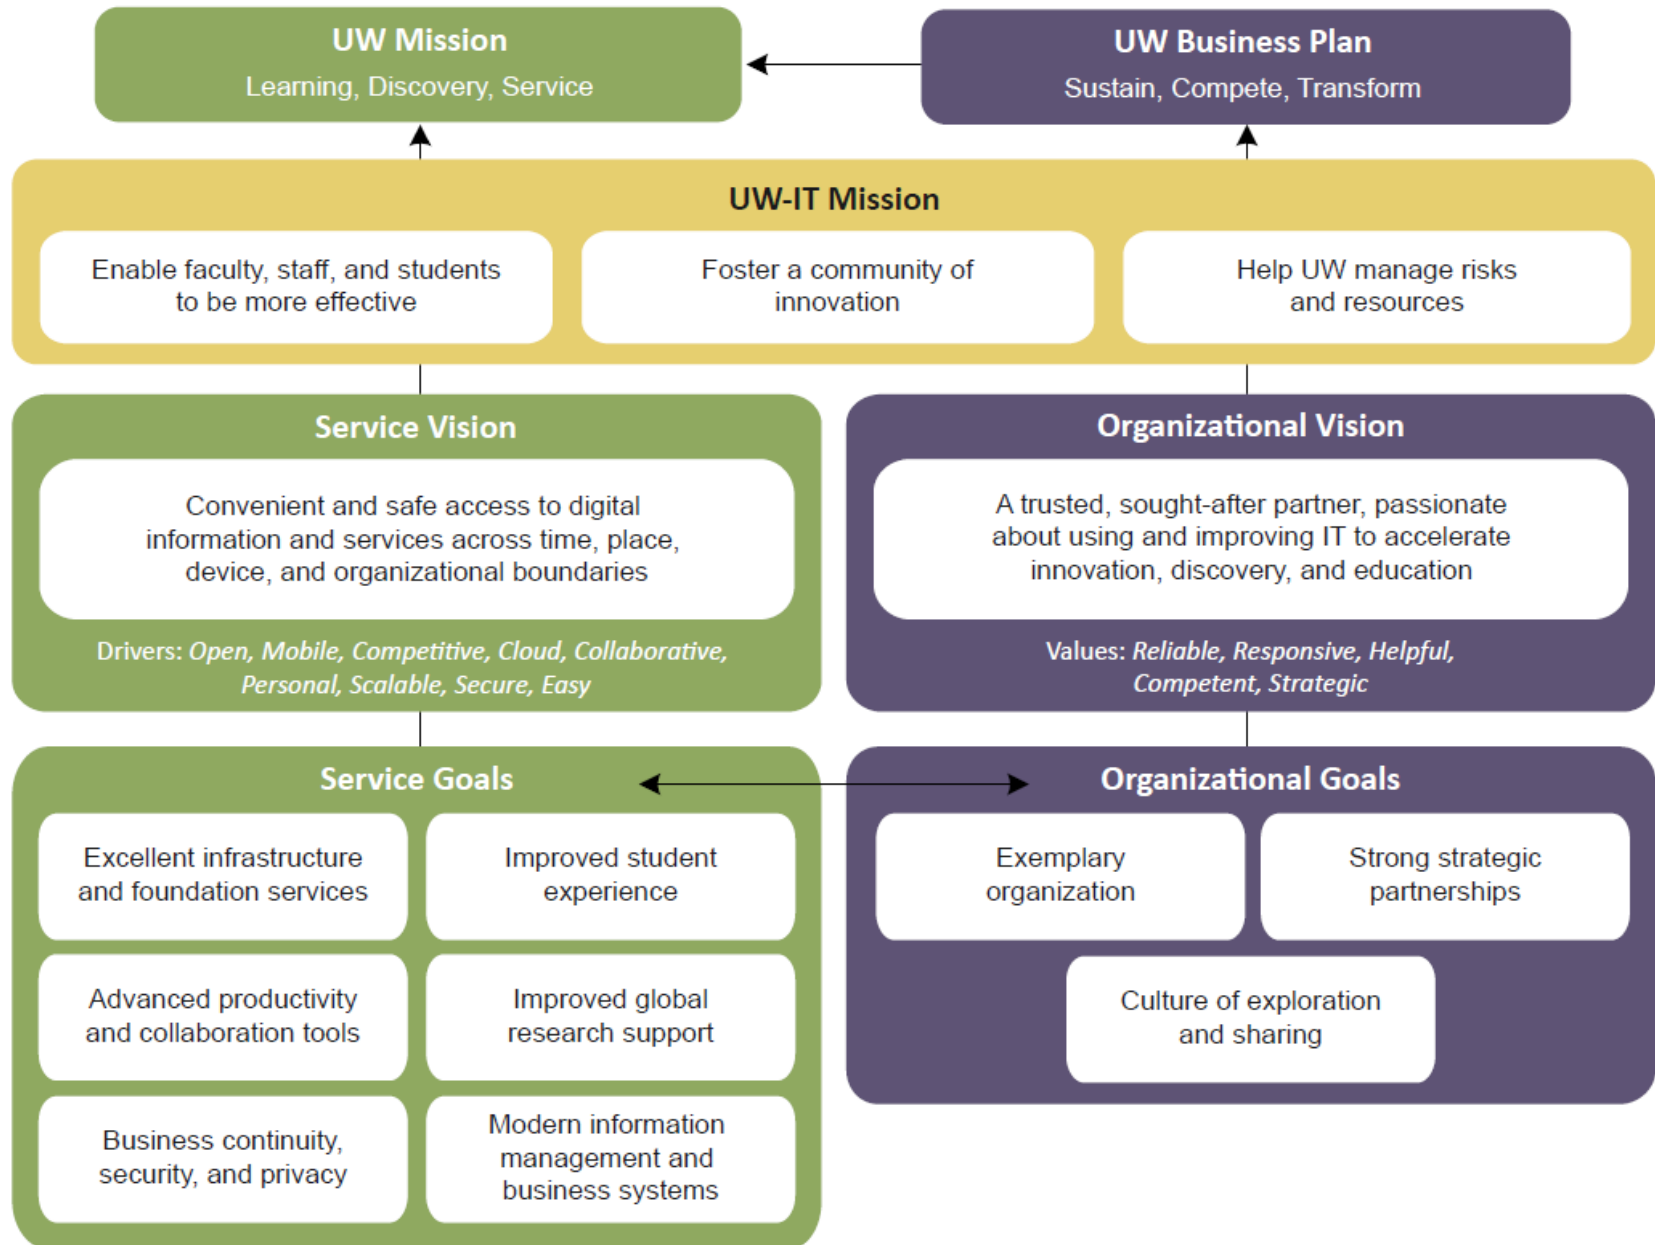 UW Mission
Learning, Discovery, Service
UW Business Plan
Sustain, Compete, Transform
UW-IT Mission
Enable faculty, staff, and students
to be more effective
Foster a community of
innovation
Help UW manage risks
and resources
Service Vision
Convenient and safe access to digital
information and services across time, place,
device, and organizational boundaries
Drivers: Open, Mobile, Competitive, Cloud, Collaborative,
Personal, Scalable, Secure, Easy
Organizational Vision
A trusted, sought-after partner, passionate
about using and improving IT to accelerate
innovation, discovery, and education
Values: Reliable, Responsive, Helpful,
Competent, Strategic
Service Goals
Excellent infrastructure
and foundation services
Improved student
experience
Advanced productivity
and collaboration tools
Improved global
research support
Business continuity,
security, and privacy
Modern information
management and
business systems
Organizational Goals
Exemplary
organization
Strong strategic
partnerships
Culture of exploration
and sharing